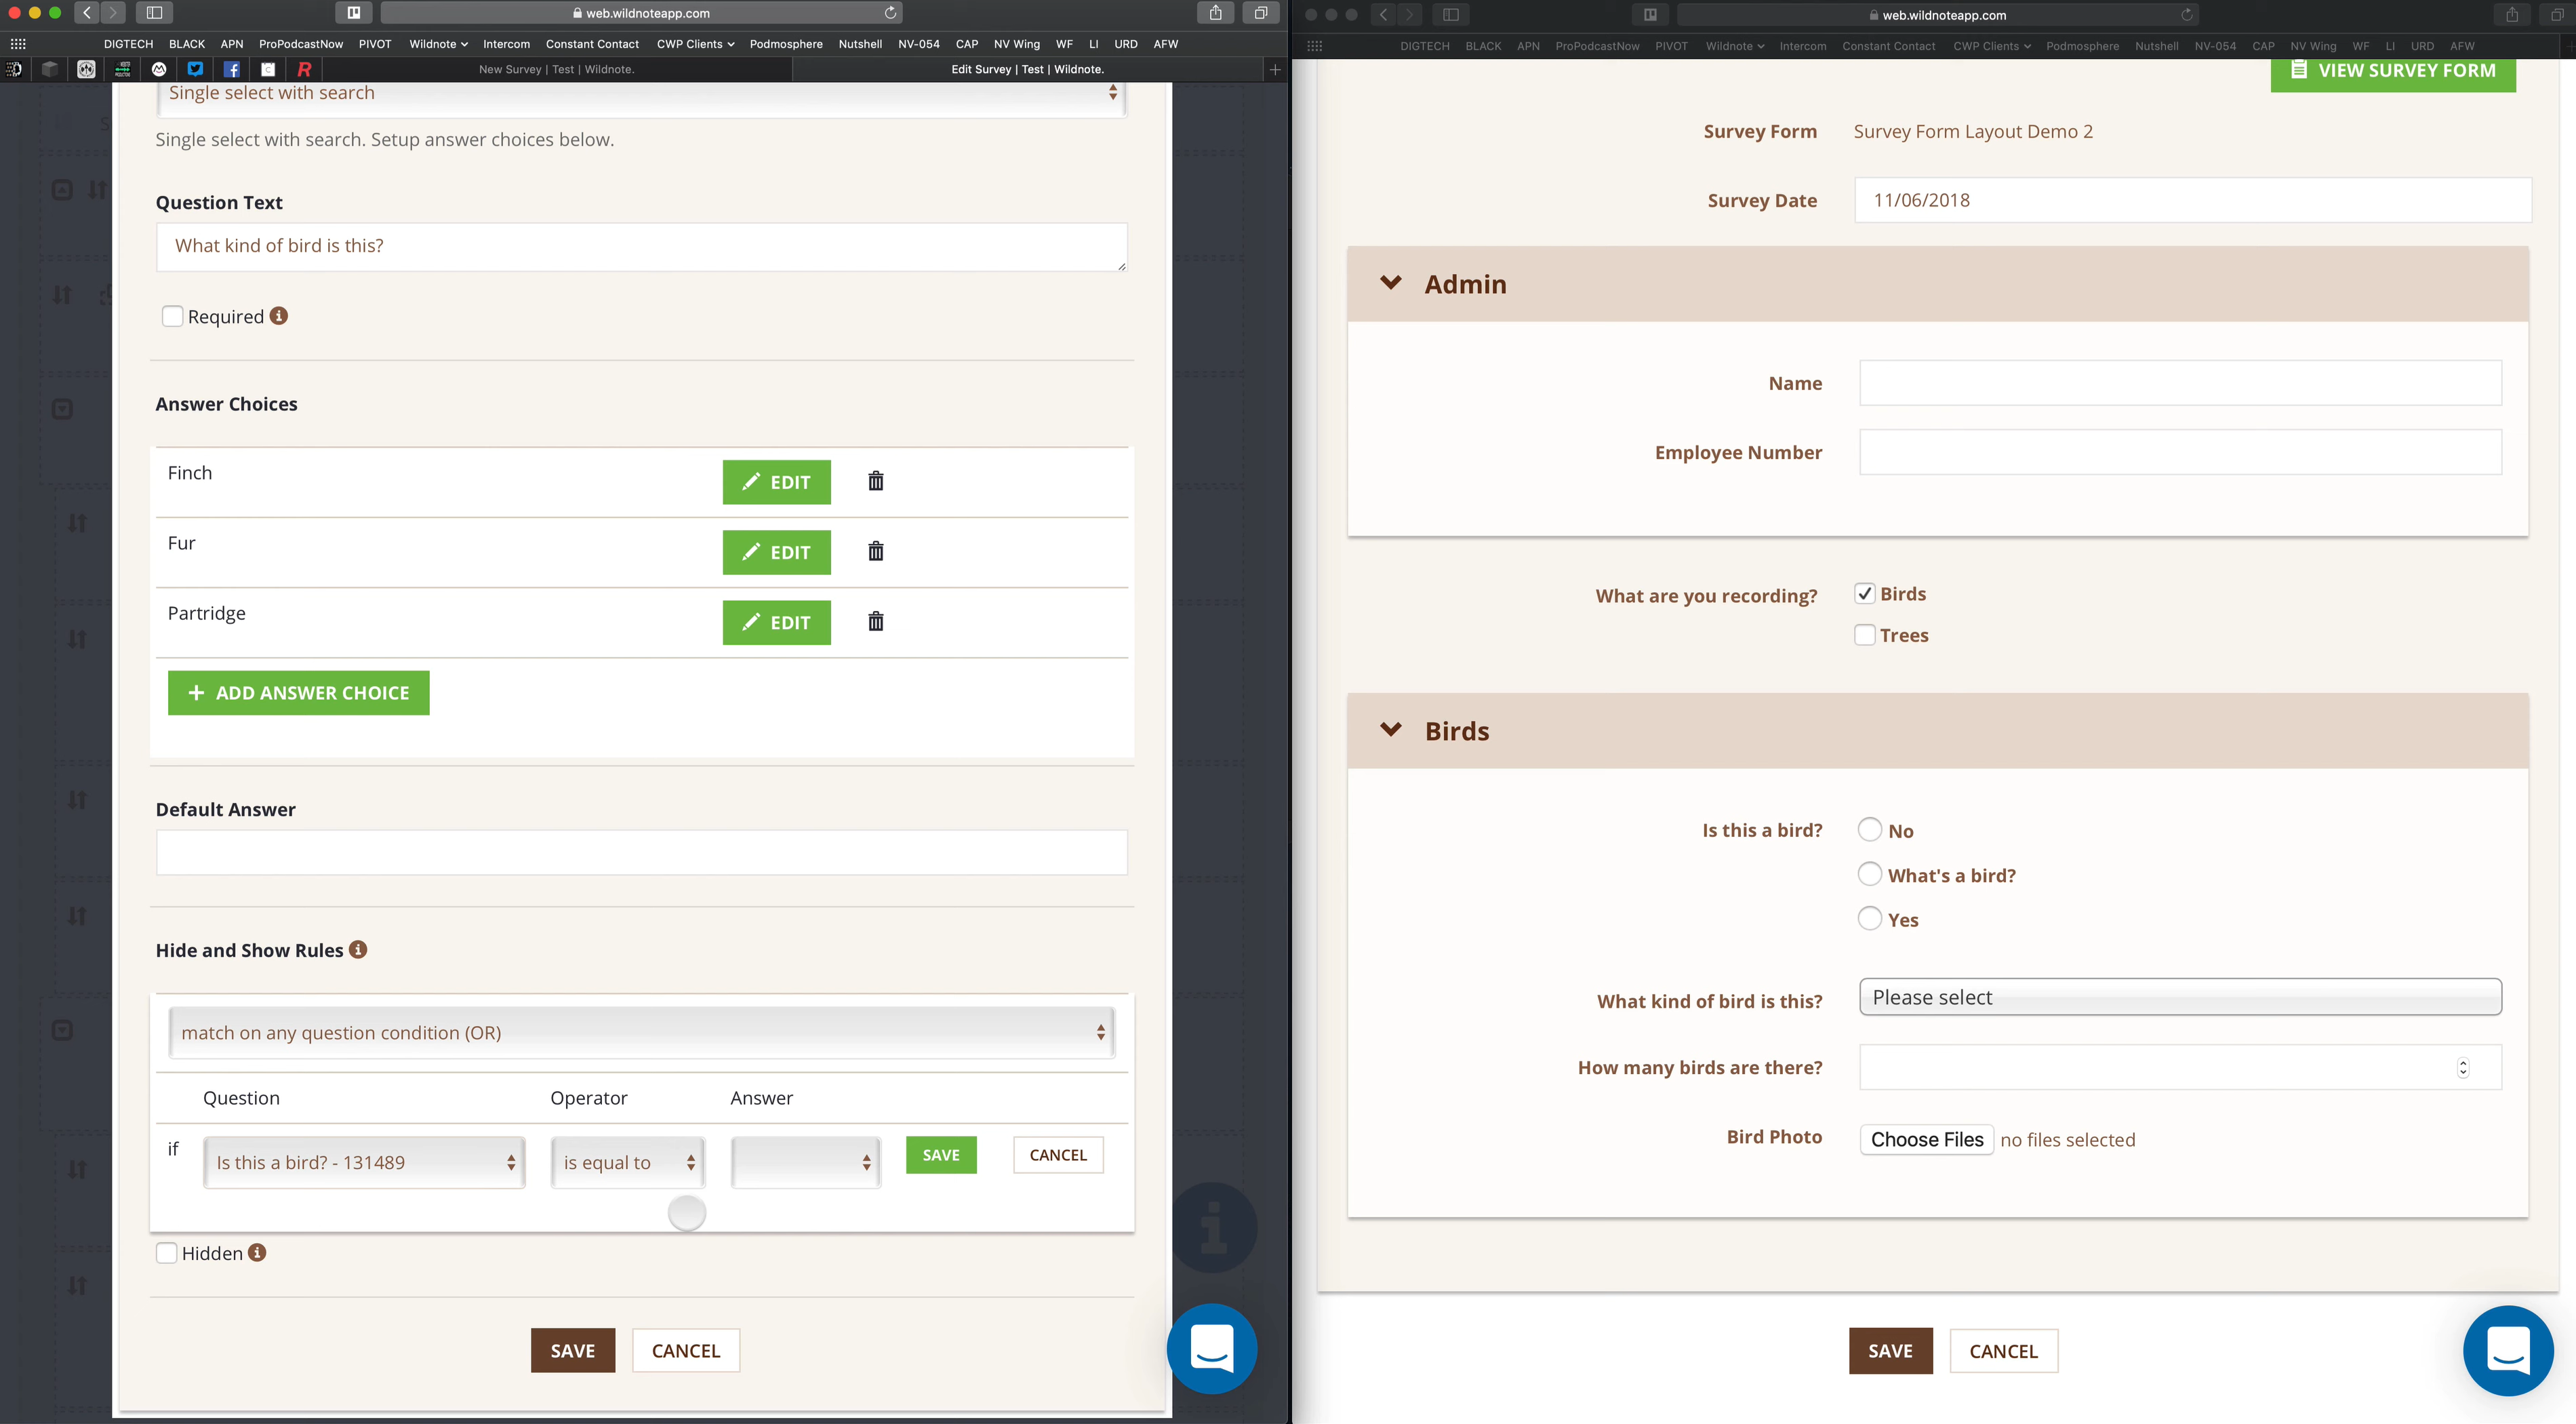 web.wildnoteapp.com
DIGTECH BLACK APN ProPodcastNow PIVOT Wildnote Intercom Constant Contact CWP Clients Podmosphere Nutshell NV-054 CAP NV Wing WF LI URD AFW
New Survey | Test | Wildnote.
Edit Survey | Test | Wildnote.
Single select with search
Single select with search. Setup answer choices below.
Question Text
What kind of bird is this?
Required
Answer Choices
Finch EDIT
Fur EDIT
Partridge EDIT
+ ADD ANSWER CHOICE
Default Answer
Hide and Show Rules
match on any question condition (OR)
Question Operator Answer
if Is this a bird? - 131489 is equal to SAVE CANCEL
Hidden
SAVE CANCEL
web.wildnoteapp.com
DIGTECH BLACK APN ProPodcastNow PIVOT Wildnote Intercom Constant Contact CWP Clients Podmosphere Nutshell NV-054 CAP NV Wing WF LI URD AFW
VIEW SURVEY FORM
Survey Form Survey Form Layout Demo 2
Survey Date 11/06/2018
Admin
Name
Employee Number
What are you recording? Birds
Trees
Birds
Is this a bird? No
What's a bird?
Yes
What kind of bird is this? Please select
How many birds are there?
Bird Photo Choose Files no files selected
SAVE CANCEL